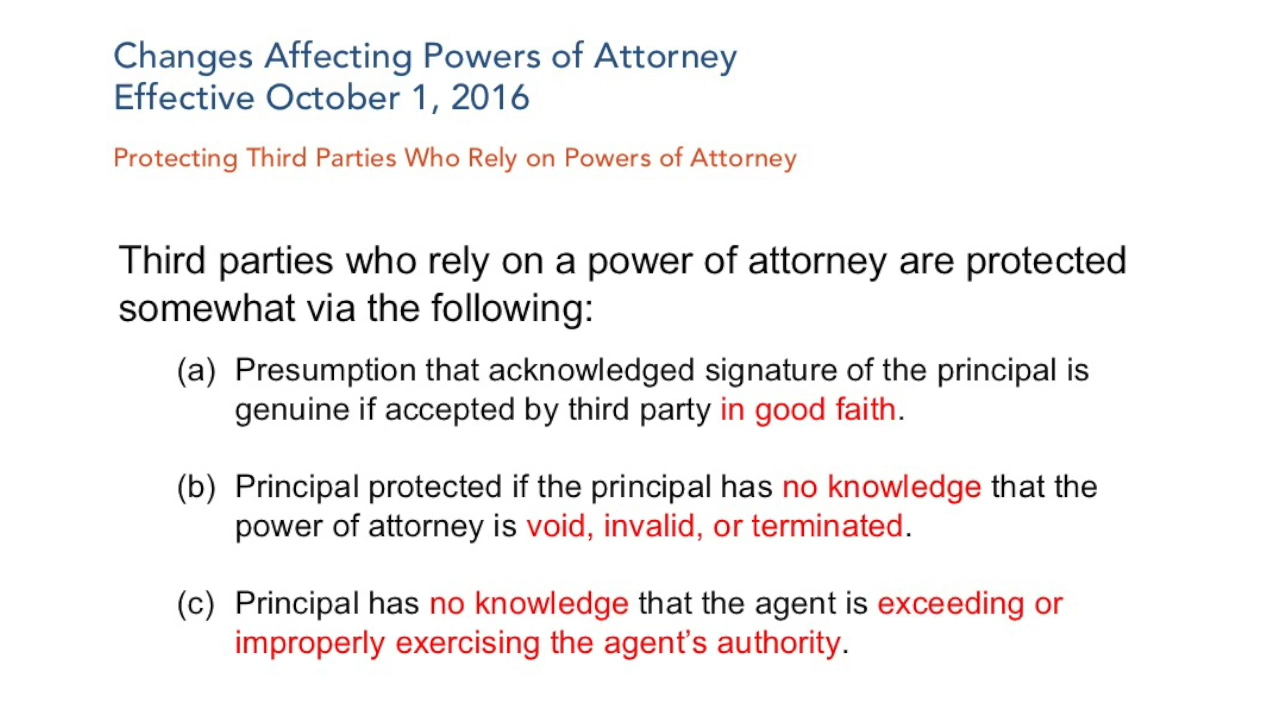 Changes Affecting Powers of Attorney
Effective October 1, 2016
Protecting Third Parties Who Rely on Powers of Attorney
Third parties who rely on a power of attorney are protected
somewhat via the following:
(a) Presumption that acknowledged signature of the principal is
genuine if accepted by third party in good faith.
(b) Principal protected if the principal has no knowledge that the
power of attorney is void, invalid, or terminated.
(c) Principal has no knowledge that the agent is exceeding or
improperly exercising the agent’s authority.